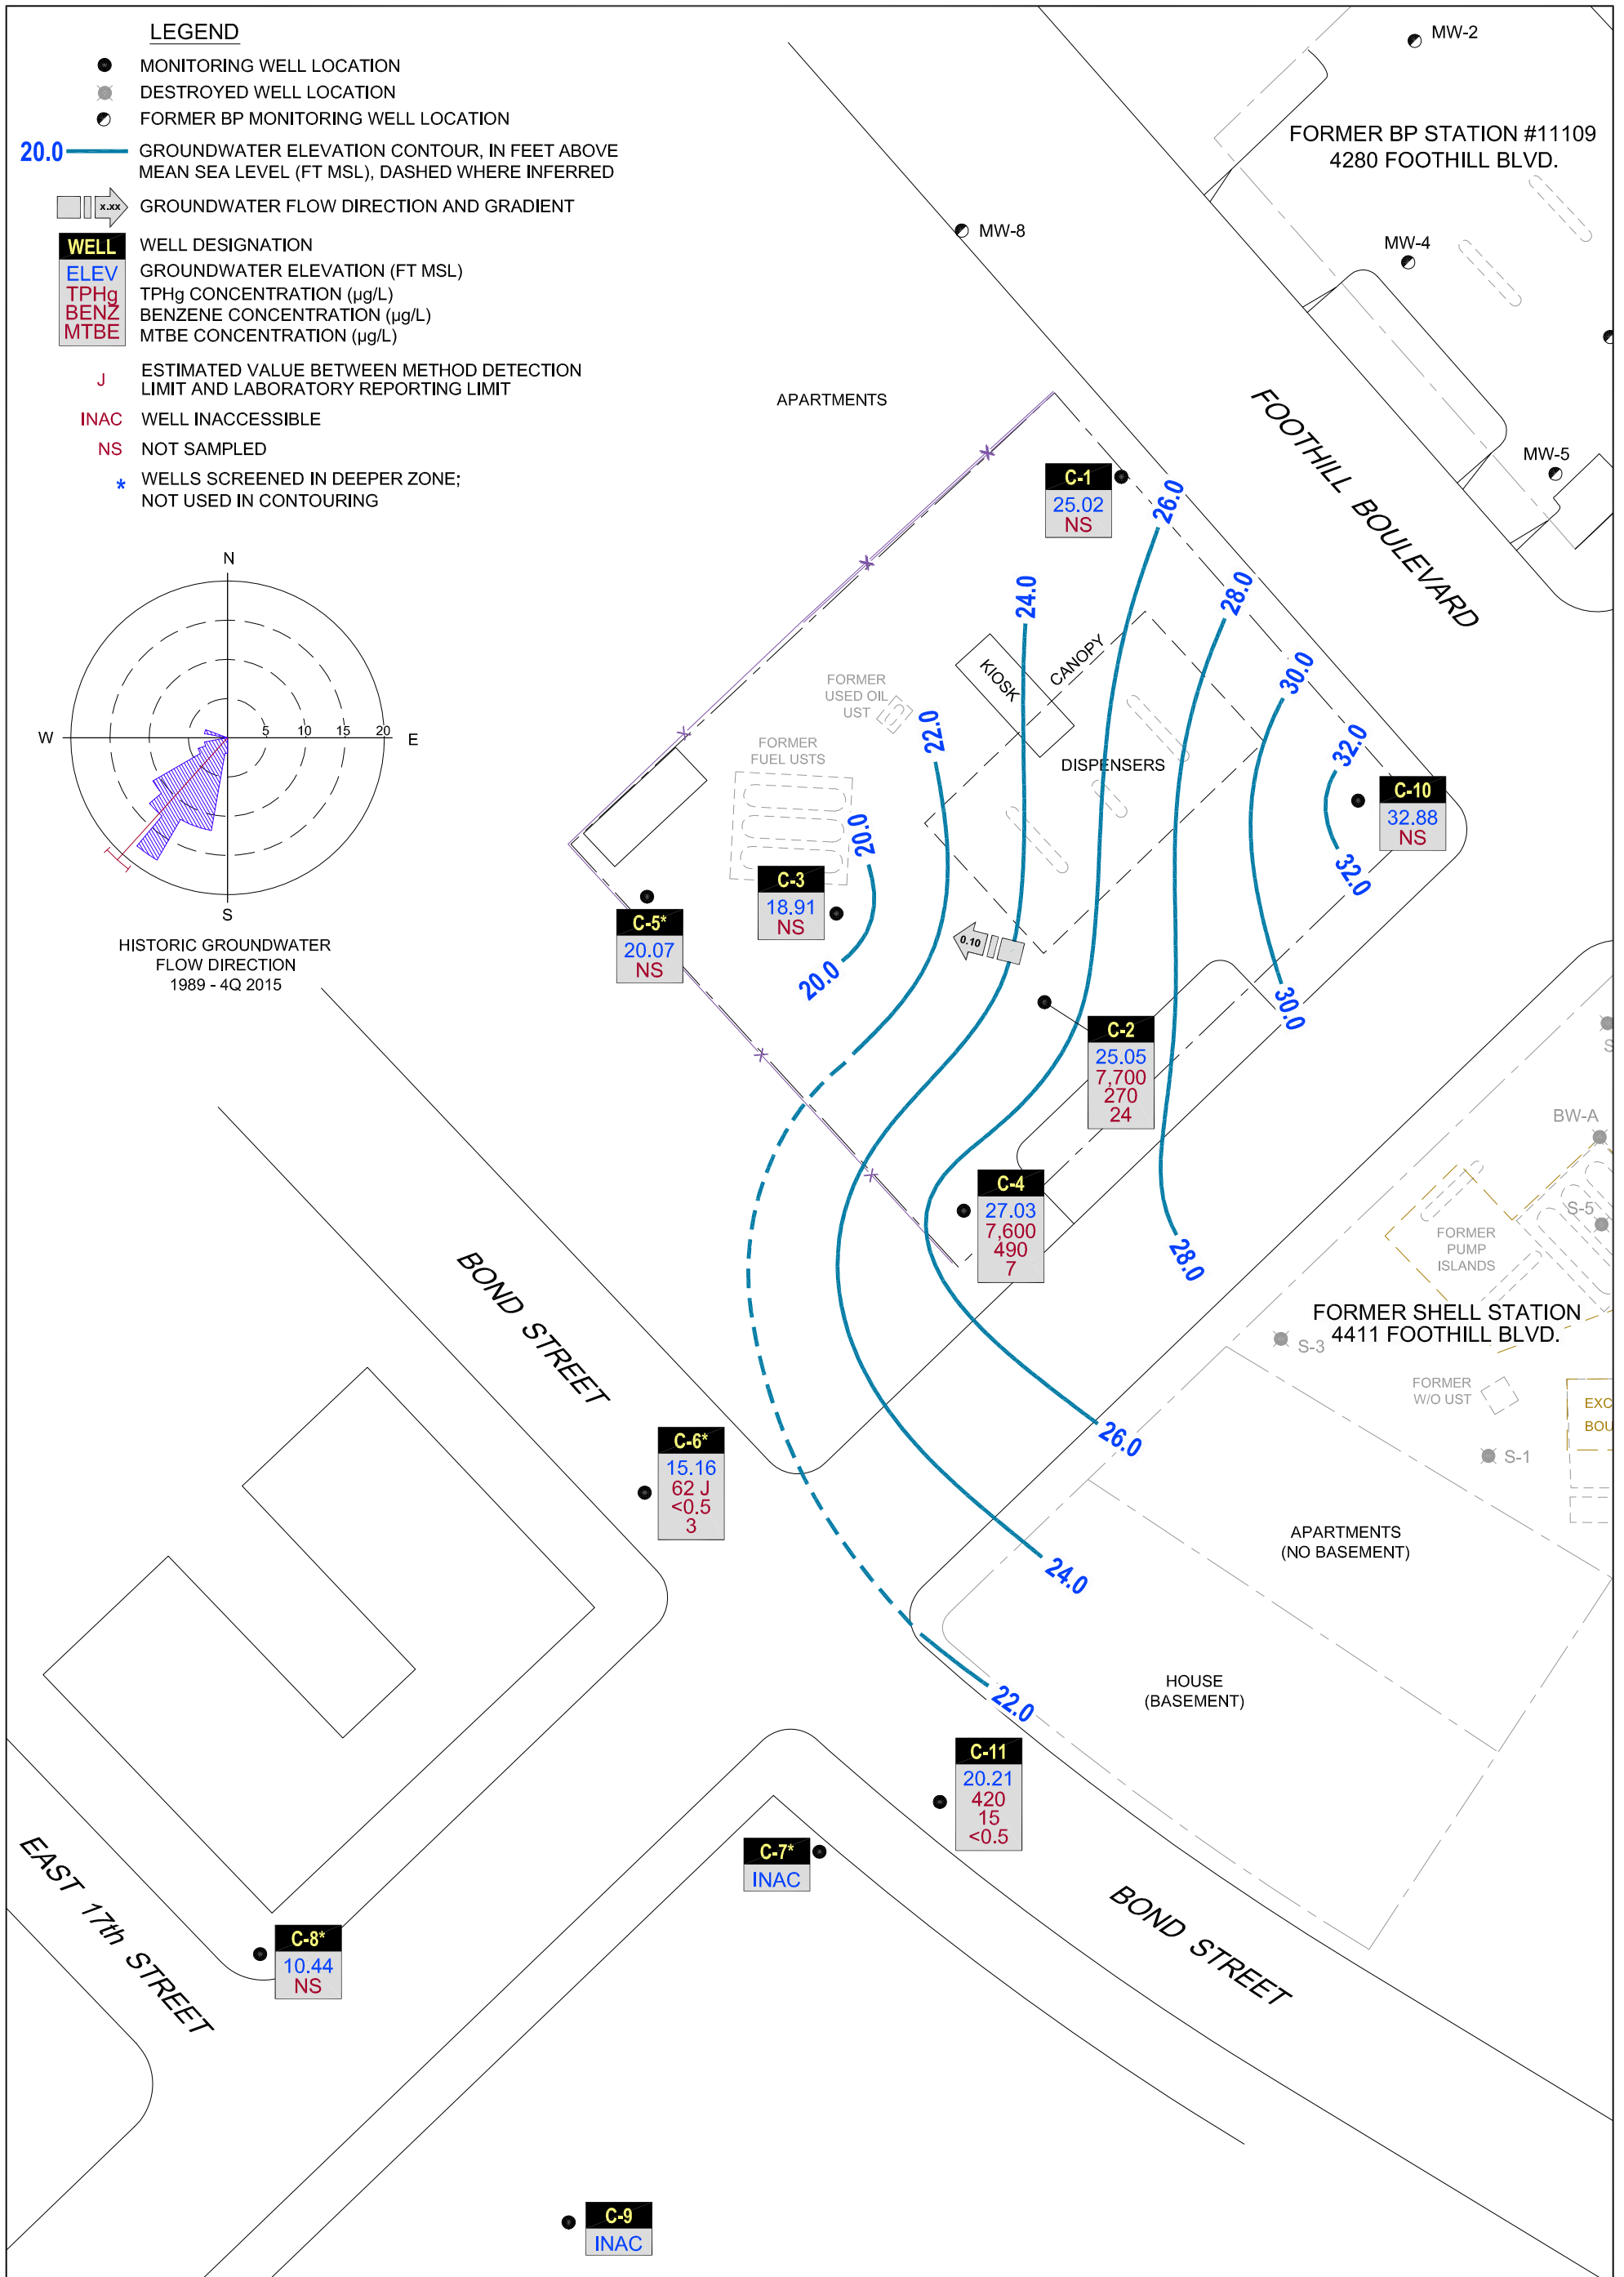 LEGEND
MONITORING WELL LOCATION
DESTROYED WELL LOCATION
FORMER BP MONITORING WELL LOCATION
20.0
GROUNDWATER ELEVATION CONTOUR, IN FEET ABOVE
MEAN SEA LEVEL (FT MSL), DASHED WHERE INFERRED
x.xx
GROUNDWATER FLOW DIRECTION AND GRADIENT
WELL
WELL DESIGNATION
ELEV
GROUNDWATER ELEVATION (FT MSL)
TPHg
TPHg CONCENTRATION (µg/L)
BENZ
BENZENE CONCENTRATION (µg/L)
MTBE
MTBE CONCENTRATION (µg/L)
J
ESTIMATED VALUE BETWEEN METHOD DETECTION
LIMIT AND LABORATORY REPORTING LIMIT
INAC
WELL INACCESSIBLE
NS
NOT SAMPLED
*
WELLS SCREENED IN DEEPER ZONE;
NOT USED IN CONTOURING
N
W
E
S
5 10 15 20
HISTORIC GROUNDWATER
FLOW DIRECTION
1989 - 4Q 2015
MW-2
FORMER BP STATION #11109
4280 FOOTHILL BLVD.
MW-8
MW-4
MW-5
FOOTHILL BOULEVARD
APARTMENTS
C-1
25.02
NS
26.0
24.0
28.0
30.0
32.0
22.0
20.0
KIOSK
CANOPY
DISPENSERS
FORMER
USED OIL
UST
FORMER
FUEL USTS
C-10
32.88
NS
32.0
C-3
18.91
NS
C-5*
20.07
NS
20.0
0.10
30.0
C-2
25.05
7,700
270
24
C-4
27.03
7,600
490
7
28.0
S
BW-A
S-5
FORMER
PUMP
ISLANDS
FORMER SHELL STATION
4411 FOOTHILL BLVD.
S-3
FORMER
W/O UST
EXC
BOU
S-1
BOND STREET
26.0
C-6*
15.16
62 J
<0.5
3
24.0
APARTMENTS
(NO BASEMENT)
HOUSE
(BASEMENT)
22.0
C-11
20.21
420
15
<0.5
C-7*
INAC
BOND STREET
EAST 17th STREET
C-8*
10.44
NS
C-9
INAC